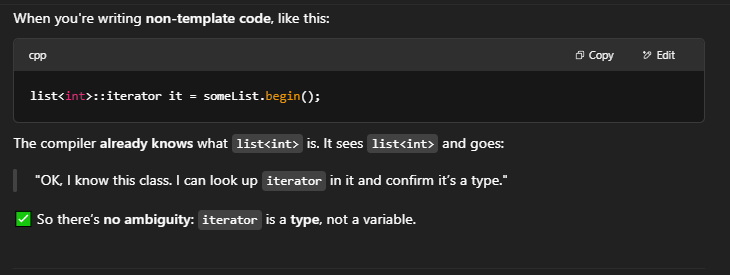 When you're writing non-template code, like this:
cpp Copy Edit
list<int>::iterator it = someList.begin();
The compiler already knows what list<int> is. It sees list<int> and goes:
"OK, I know this class. I can look up iterator in it and confirm it's a type."
✅ So there's no ambiguity: iterator is a type, not a variable.